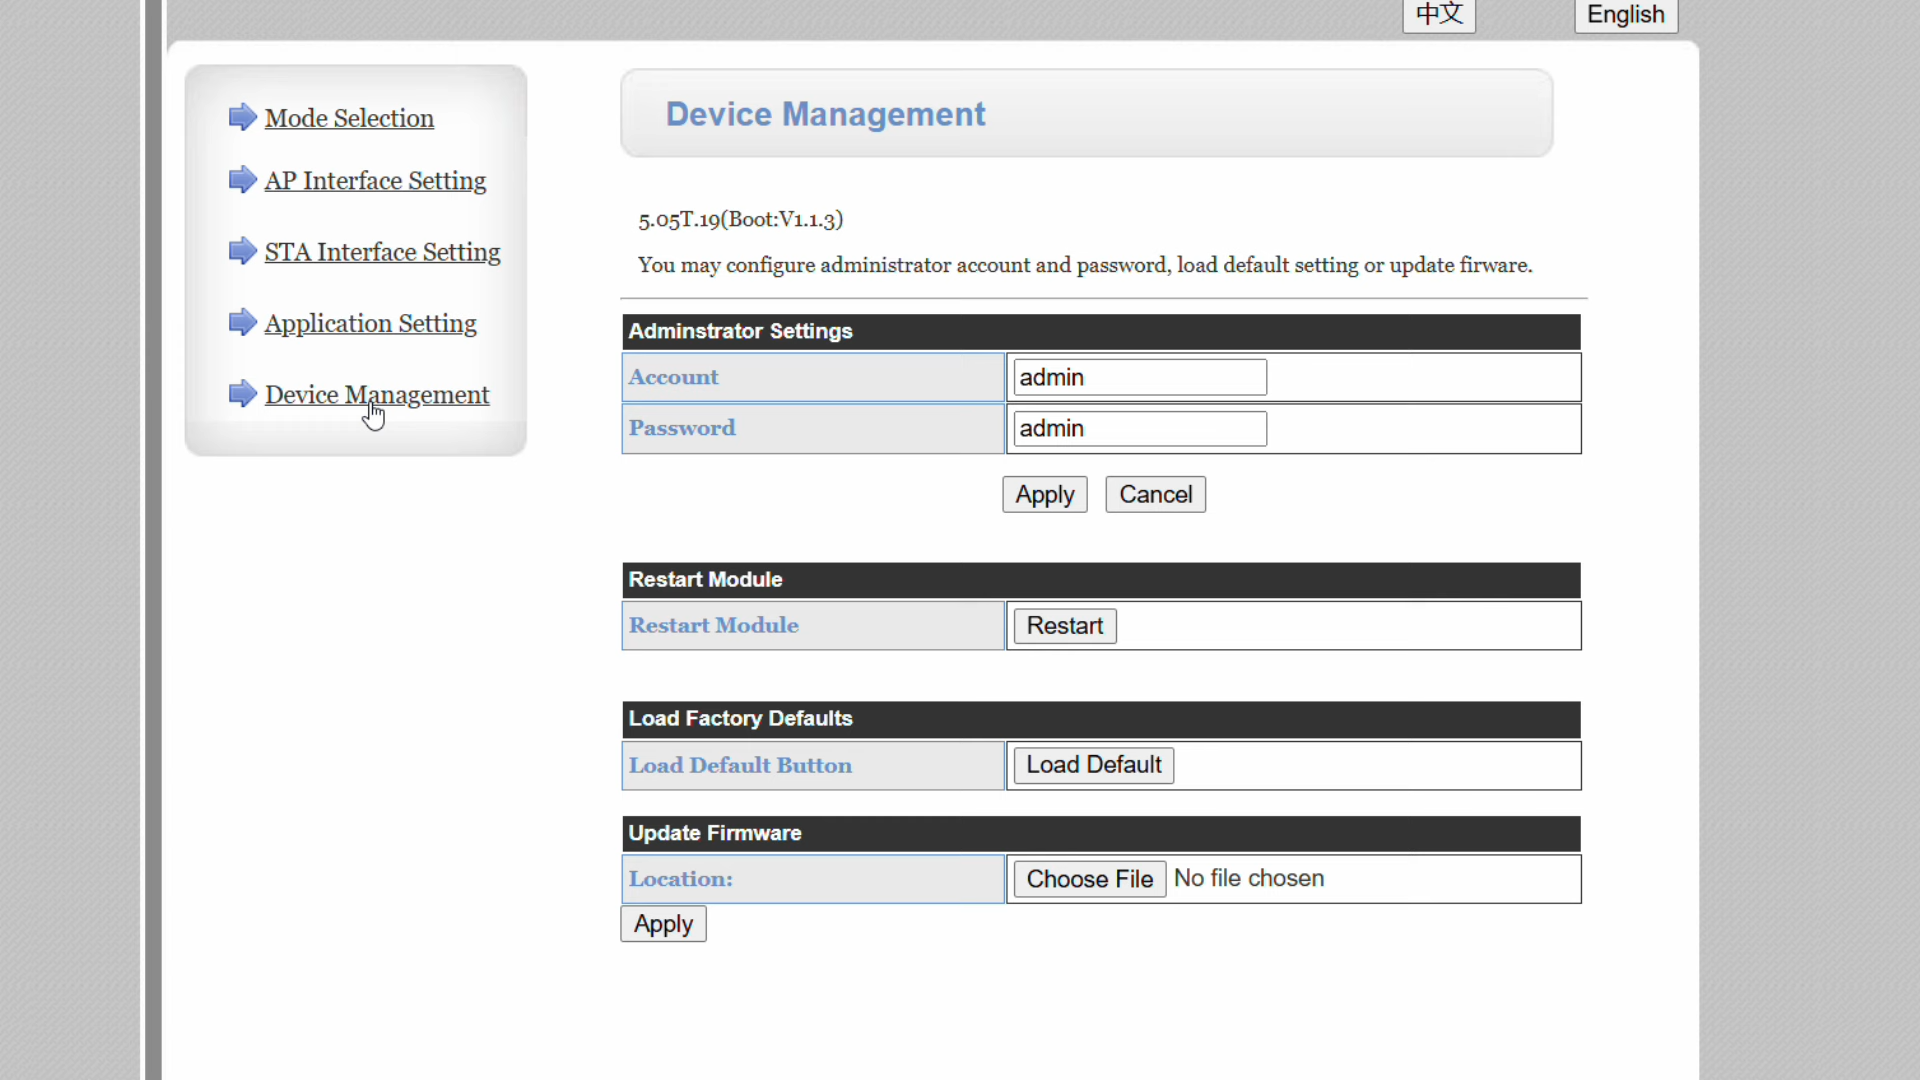 中文
English
Mode Selection
AP Interface Setting
STA Interface Setting
Application Setting
Device Management
Device Management
5.05T.19(Boot:V1.1.3)
You may configure administrator account and password, load default setting or update firware.
Adminstrator Settings
Account admin
Password admin
Apply Cancel
Restart Module
Restart Module Restart
Load Factory Defaults
Load Default Button Load Default
Update Firmware
Location: Choose File No file chosen
Apply